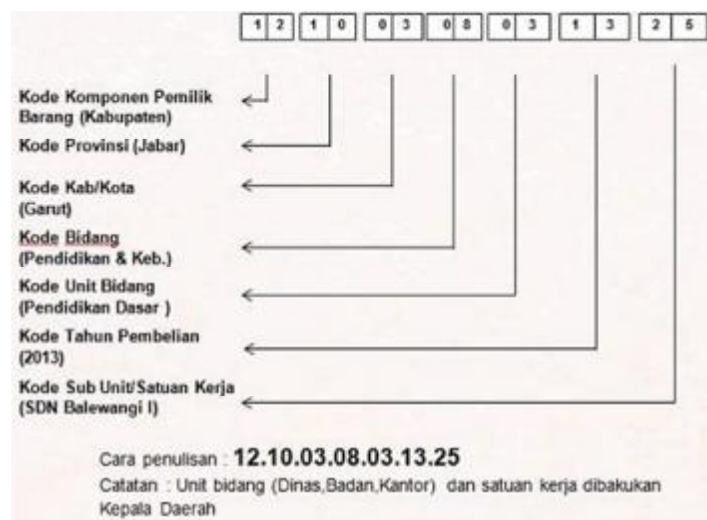 1 2 1 0 0 3 0 8 0 3 1 3 2 5
Kode Komponen Pemilik
Barang (Kabupaten)
Kode Provinsi (Jabar)
Kode Kab/Kota
(Garut)
Kode Bidang
(Pendidikan & Keb.)
Kode Unit Bidang
(Pendidikan Dasar )
Kode Tahun Pembelian
(2013)
Kode Sub Unit/Satuan Kerja
(SDN Balewangi I)
Cara penulisan : 12.10.03.08.03.13.25
Catatan : Unit bidang (Dinas,Badan,Kantor) dan satuan kerja dibakukan
Kepala Daerah